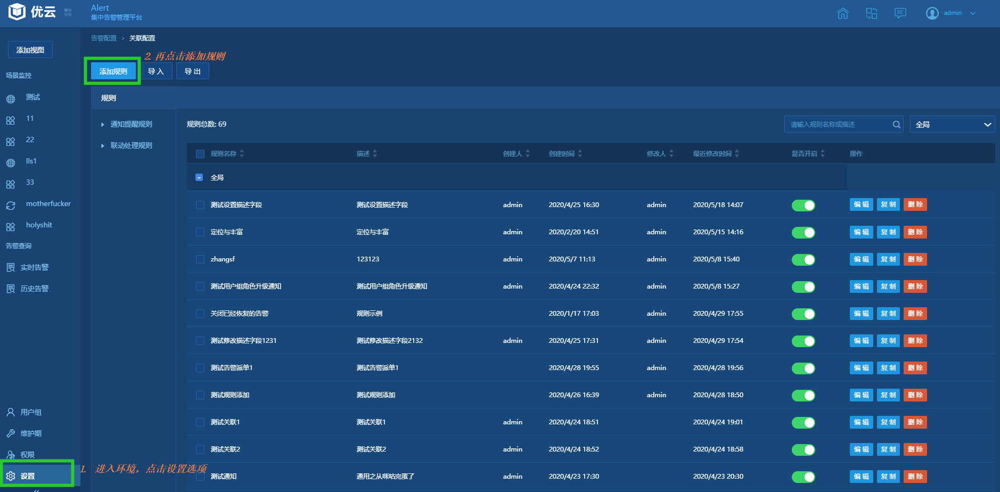 优云
Alert
集中告警管理平台
admin
添加视图
场景监控
测试
11
22
lls1
33
motherfucker
holyshit
告警查询
实时告警
历史告警
用户组
维护期
权限
设置
1. 进入环境，点击设置选项
告警配置 > 关联配置
2. 再点击添加规则
添加规则 导 入 导 出
规则
通知提醒规则
联动处理规则
规则总数: 69
请输入规则名称或描述 全局
规则名称 描述 创建人 创建时间 修改人 最近修改时间 是否开启 操作
全局
测试设置描述字段 测试设置描述字段 admin 2020/4/25 16:30 admin 2020/5/18 14:07 编 辑 复 制 删 除
定位与丰富 定位与丰富 admin 2020/2/20 14:51 admin 2020/5/15 14:16 编 辑 复 制 删 除
zhangsf 123123 admin 2020/5/7 11:13 admin 2020/5/8 15:40 编 辑 复 制 删 除
测试用户组角色升级通知 测试用户组角色升级通知 admin 2020/4/24 22:32 admin 2020/5/8 15:27 编 辑 复 制 删 除
关闭已经恢复的告警 规则示例 2020/1/17 17:03 admin 2020/4/29 17:55 编 辑 复 制 删 除
测试修改描述字段1231 测试修改描述字段2132 admin 2020/4/25 17:31 admin 2020/4/29 17:54 编 辑 复 制 删 除
测试告警派单1 测试告警派单1 2020/4/28 19:55 admin 2020/4/28 19:56 编 辑 复 制 删 除
测试规则添加 测试规则添加 2020/4/26 16:39 admin 2020/4/28 18:50 编 辑 复 制 删 除
测试关联1 测试关联1 admin 2020/4/24 18:51 2020/4/24 19:01 编 辑 复 制 删 除
测试关联2 测试关联2 admin 2020/4/24 18:52 2020/4/24 18:58 编 辑 复 制 删 除
测试通知 通用之从咪咕完蛋了 admin 2020/4/23 17:30 2020/4/23 20:30 编 辑 复 制 删 除